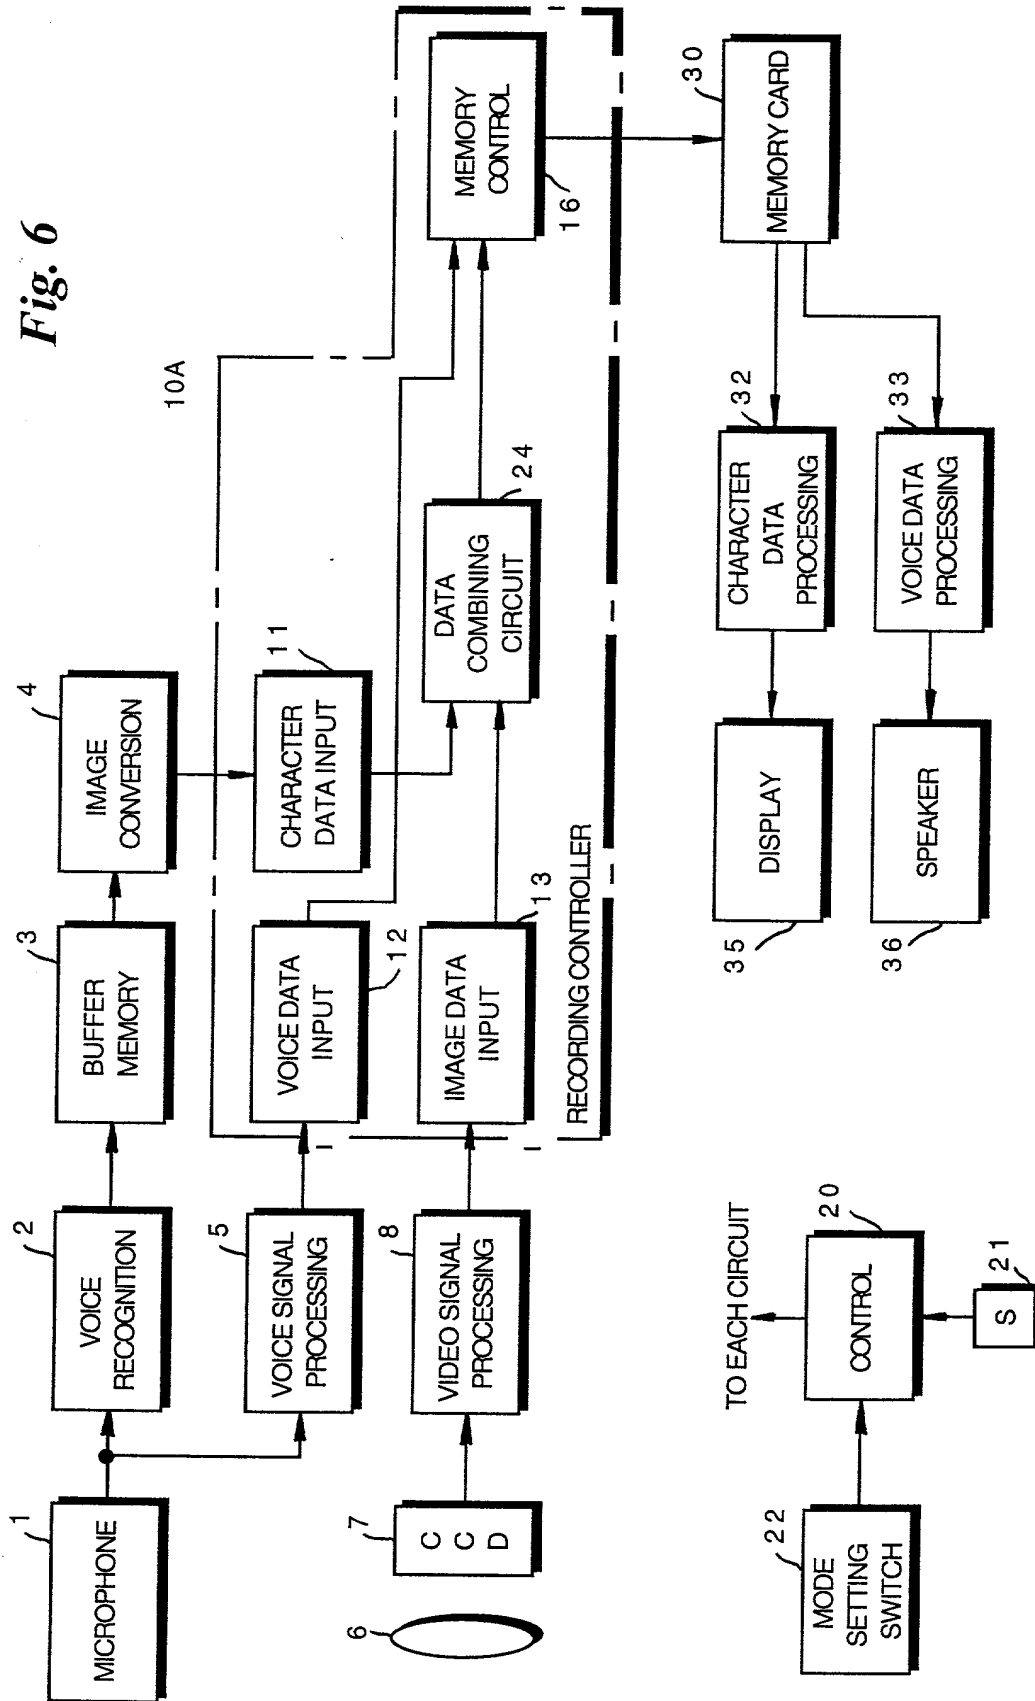 Fig. 6
1
MICROPHONE
2
VOICE
RECOGNITION
3
BUFFER
MEMORY
4
IMAGE
CONVERSION
10A
5
VOICE SIGNAL
PROCESSING
VOICE DATA
INPUT
12
CHARACTER
DATA INPUT
11
6
7
C
C
D
8
VIDEO SIGNAL
PROCESSING
IMAGE DATA
INPUT
13
DATA
COMBINING
CIRCUIT
24
MEMORY
CONTROL
16
RECORDING CONTROLLER
22
MODE
SETTING
SWITCH
TO EACH CIRCUIT
CONTROL
20
S
21
35
DISPLAY
CHARACTER
DATA
PROCESSING
32
30
MEMORY CARD
36
SPEAKER
VOICE DATA
PROCESSING
33